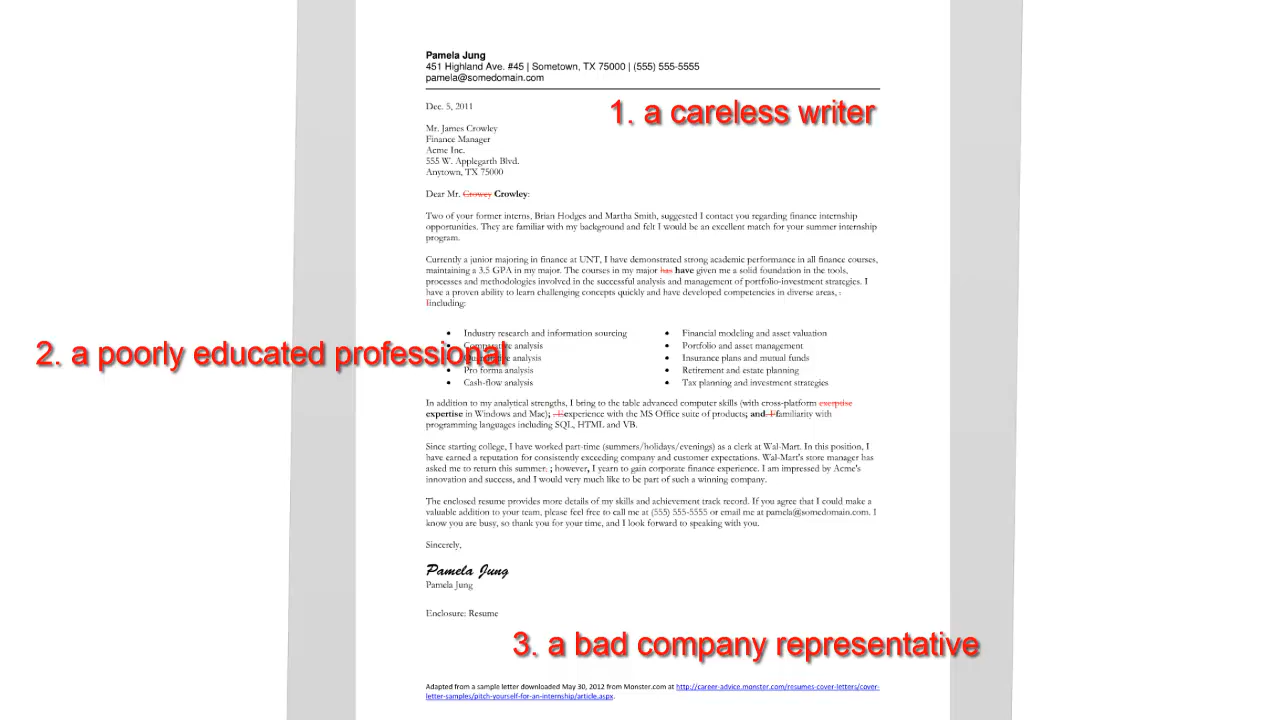 Pamela Jung
451 Highland Ave. #45 | Sometown, TX 75000 | (555) 555-5555
pamela@somedomain.com
Dec. 5, 2011
1. a careless writer
Mr. James Crowley
Finance Manager
Acme Inc.
555 W. Applegarth Blvd.
Anytown, TX 75000
Dear Mr. Crowey Crowley:
Two of your former interns, Brian Hodges and Martha Smith, suggested I contact you regarding finance internship
opportunities. They are familiar with my background and felt I would be an excellent match for your summer internship
program.
Currently a junior majoring in finance at UNT, I have demonstrated strong academic performance in all finance courses,
maintaining a 3.5 GPA in my major. The courses in my major has have given me a solid foundation in the tools,
processes and methodologies involved in the successful analysis and management of portfolio-investment strategies. I
have a proven ability to learn challenging concepts quickly and have developed competencies in diverse areas, .
Iincluding:
• Industry research and information sourcing
• Comparative analysis
2. a poorly educated professional
• Quantitative analysis
• Pro forma analysis
• Cash-flow analysis
• Financial modeling and asset valuation
• Portfolio and asset management
• Insurance plans and mutual funds
• Retirement and estate planning
• Tax planning and investment strategies
In addition to my analytical strengths, I bring to the table advanced computer skills (with cross-platform exerptise
expertise in Windows and Mac); . Eexperience with the MS Office suite of products; and. Ffamiliarity with
programming languages including SQL, HTML and VB.
Since starting college, I have worked part-time (summers/holidays/evenings) as a clerk at Wal-Mart. In this position, I
have earned a reputation for consistently exceeding company and customer expectations. Wal-Mart's store manager has
asked me to return this summer. ; however, I yearn to gain corporate finance experience. I am impressed by Acme's
innovation and success, and I would very much like to be part of such a winning company.
The enclosed resume provides more details of my skills and achievement track record. If you agree that I could make a
valuable addition to your team, please feel free to call me at (555) 555-5555 or email me at pamela@somedomain.com. I
know you are busy, so thank you for your time, and I look forward to speaking with you.
Sincerely,
Pamela Jung
Pamela Jung
Enclosure: Resume
3. a bad company representative
Adapted from a sample letter downloaded May 30, 2012 from Monster.com at http://career-advice.monster.com/resumes-cover-letters/cover-
letter-samples/pitch-yourself-for-an-internship/article.aspx.